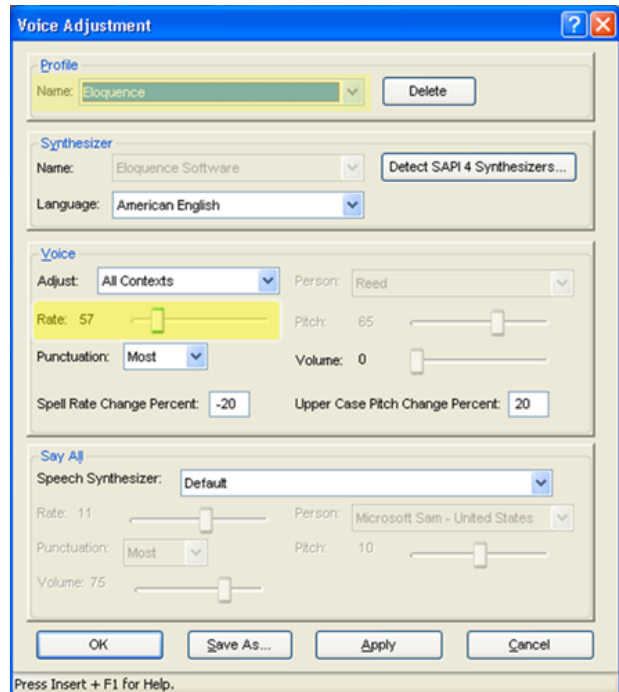 Voice Adjustment
Profile
Name: Eloquence
Delete
Synthesizer
Name: Eloquence Software
Detect SAPI 4 Synthesizers...
Language: American English
Voice
Adjust: All Contexts Person: Reed
Rate: 57 Pitch: 65
Punctuation: Most Volume: 0
Spell Rate Change Percent: -20 Upper Case Pitch Change Percent: 20
Say All
Speech Synthesizer: Default
Rate: 11 Person: Microsoft Sam - United States
Punctuation: Most Pitch: 10
Volume: 75
OK Save As... Apply Cancel
Press Insert + F1 for Help.